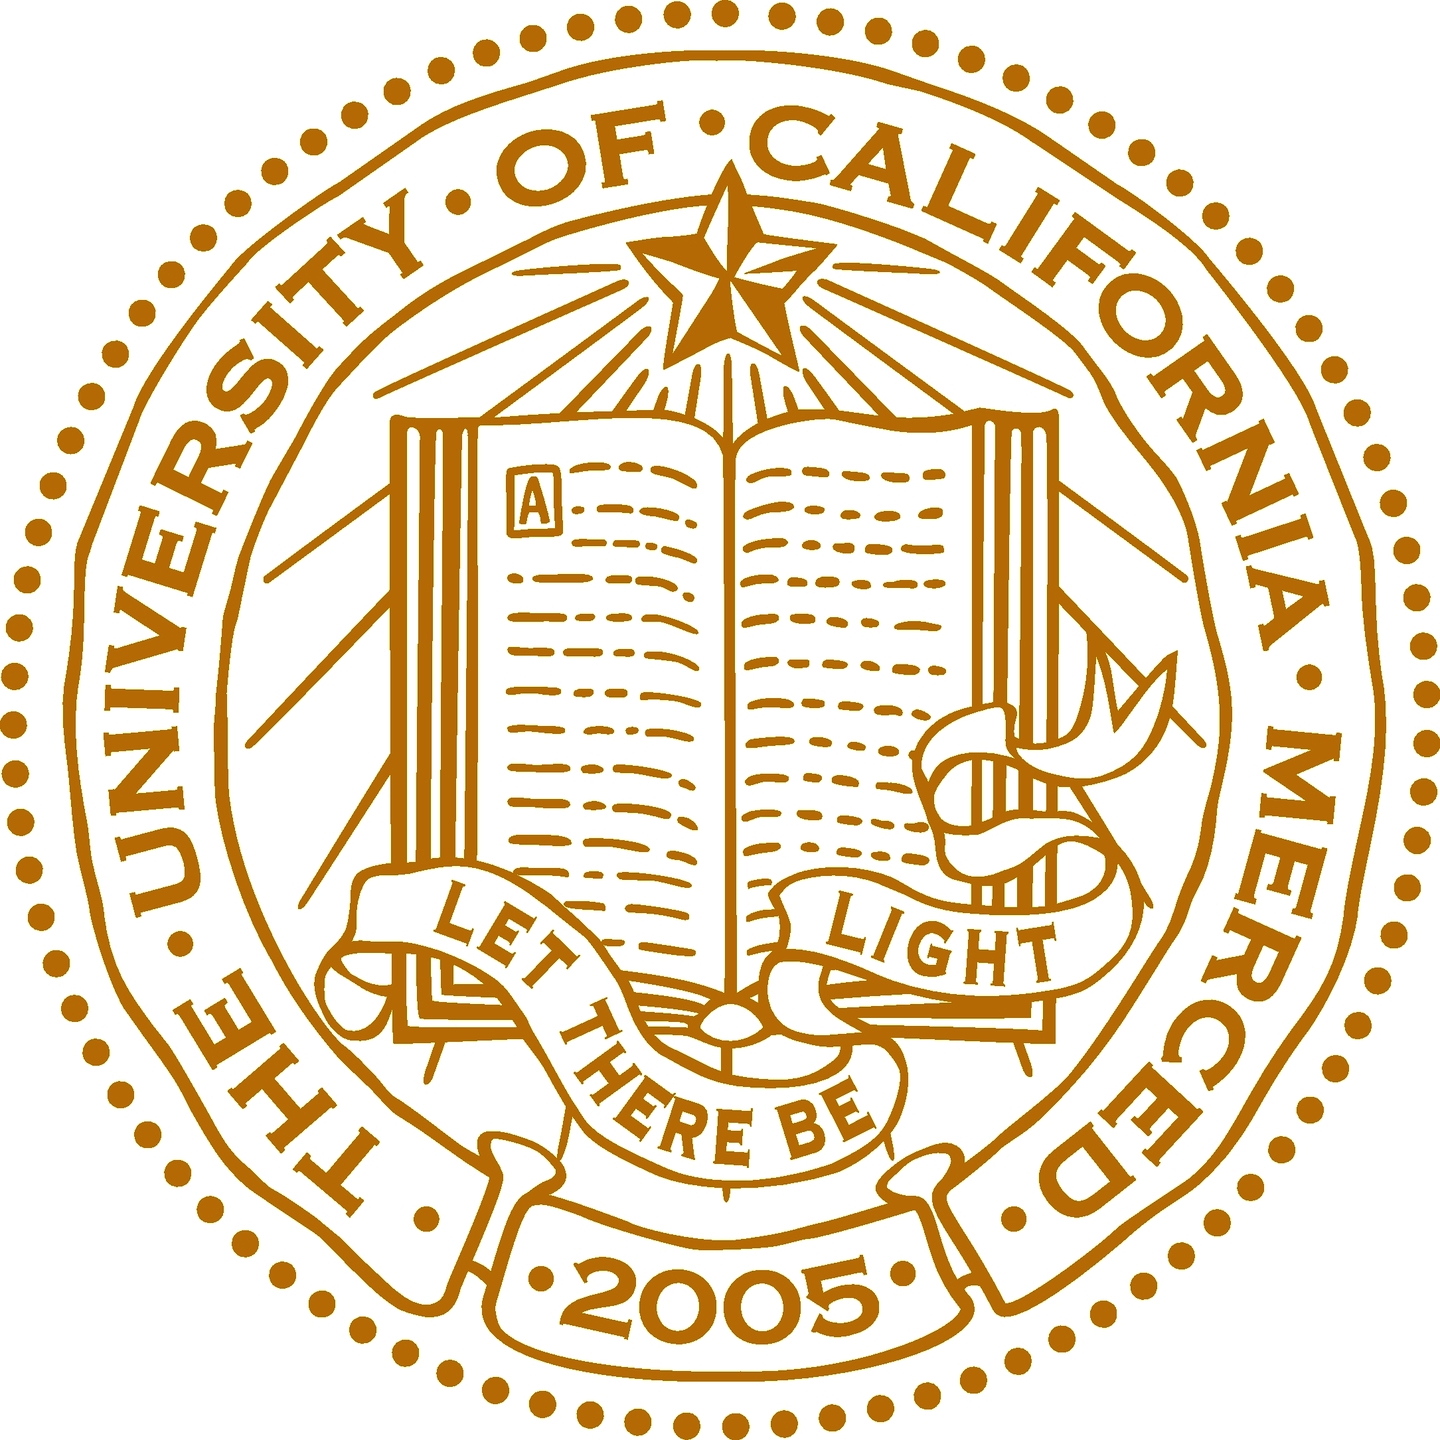 · THE · UNIVERSITY · OF · CALIFORNIA · MERCED ·
A
LET THERE BE LIGHT
· 2005 ·